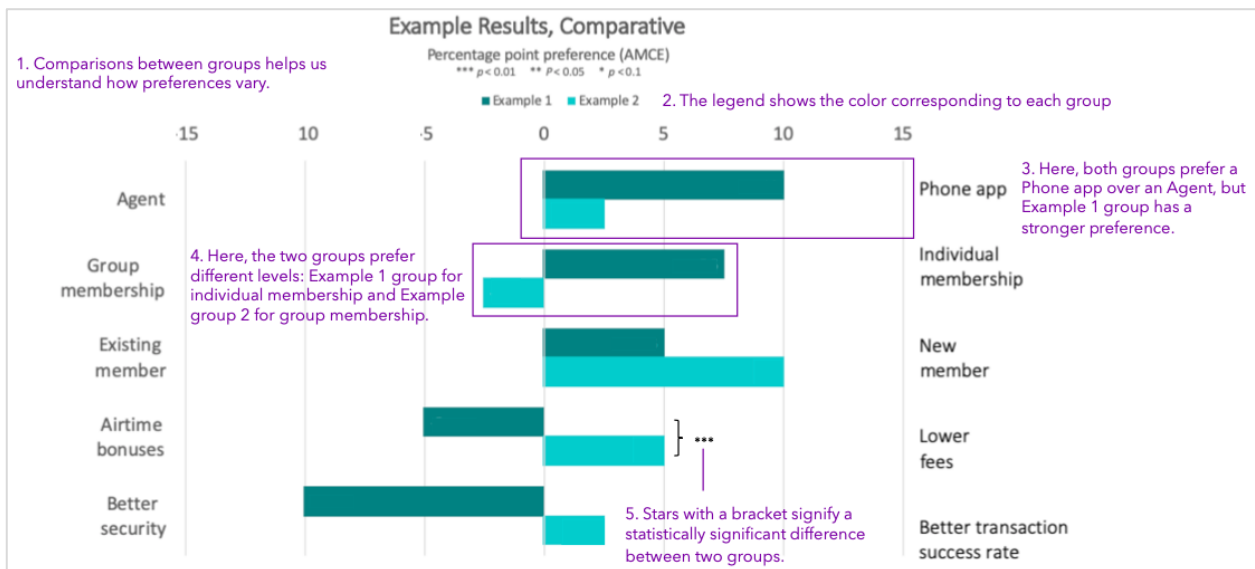 Example Results, Comparative
Percentage point preference (AMCE)
*** p<0.01 ** P<0.05 * p<0.1
1. Comparisons between groups helps us
understand how preferences vary.
Example 1 Example 2
2. The legend shows the color corresponding to each group
-15 10 -5 0 5 10 15
Agent
Phone app
3. Here, both groups prefer a
Phone app over an Agent, but
Example 1 group has a
stronger preference.
Group
membership
4. Here, the two groups prefer
different levels: Example 1 group for
individual membership and Example
group 2 for group membership.
Individual
membership
Existing
member
New
member
Airtime
bonuses
***
Lower
fees
Better
security
5. Stars with a bracket signify a
statistically significant difference
between two groups.
Better transaction
success rate